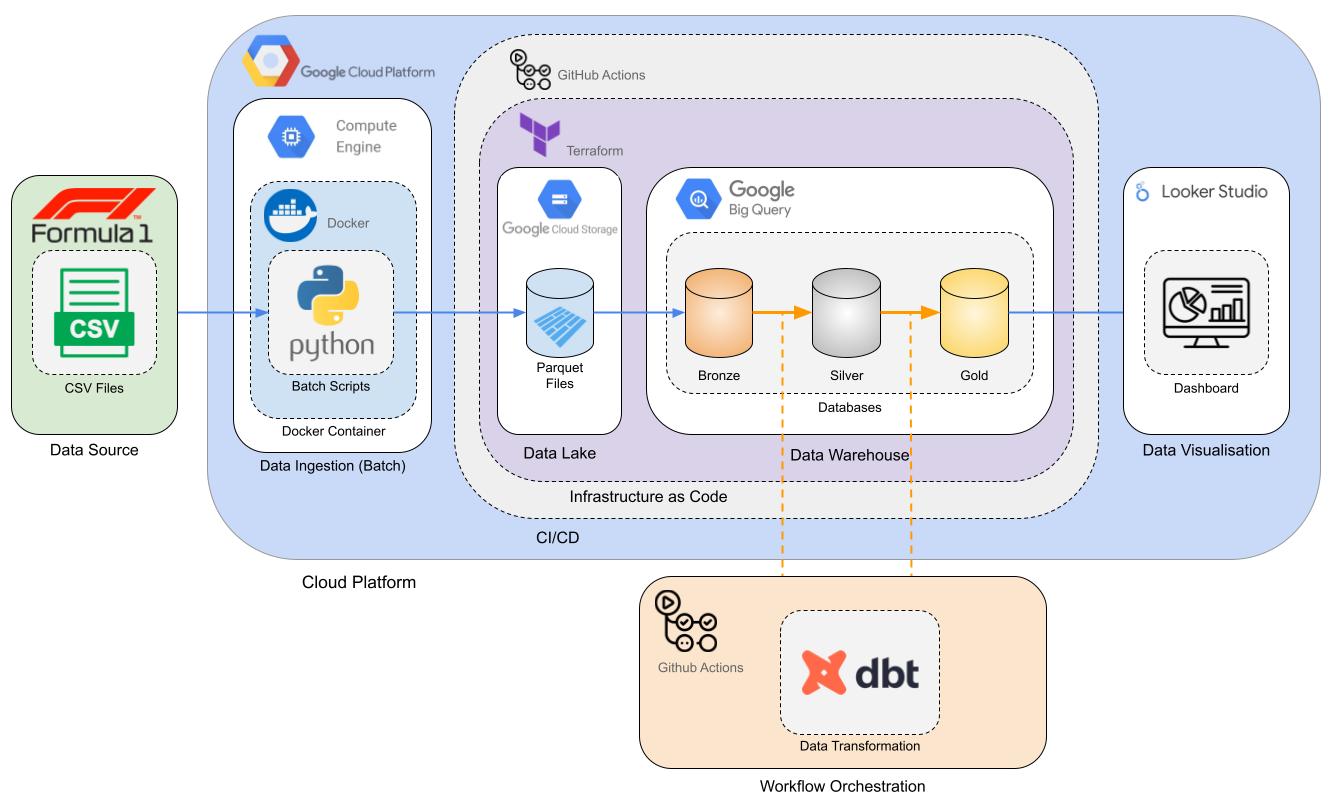 Google Cloud Platform
GitHub Actions
Compute
Engine
Terraform
Formula 1
TM
CSV
CSV Files
Data Source
Docker
python
Batch Scripts
Docker Container
Data Ingestion (Batch)
Google Cloud Storage
Parquet
Files
Data Lake
Google
Big Query
Bronze
Silver
Gold
Databases
Data Warehouse
Infrastructure as Code
CI/CD
Cloud Platform
Looker Studio
Dashboard
Data Visualisation
Github Actions
dbt
Data Transformation
Workflow Orchestration